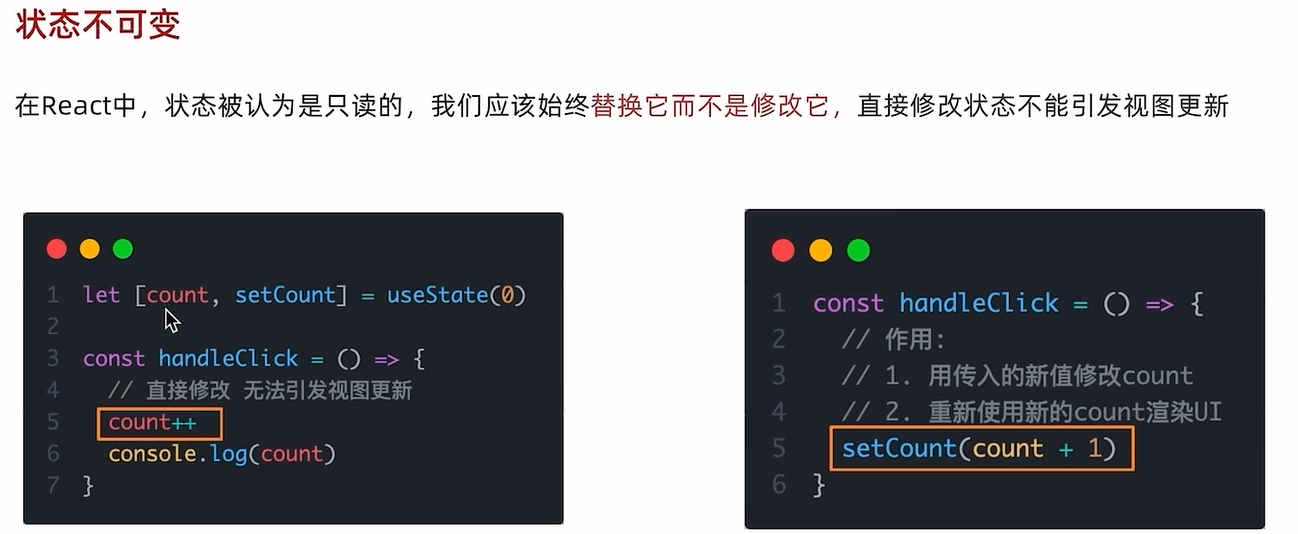 状态不可变
在React中，状态被认为是只读的，我们应该始终替换它而不是修改它，直接修改状态不能引发视图更新
1 let [count, setCount] = useState(0)
2
3 const handleClick = () => {
4 // 直接修改 无法引发视图更新
5 count++
6 console.log(count)
7 }
1 const handleClick = () => {
2 // 作用：
3 // 1. 用传入的新值修改count
4 // 2. 重新使用新的count渲染UI
5 setCount(count + 1)
6 }